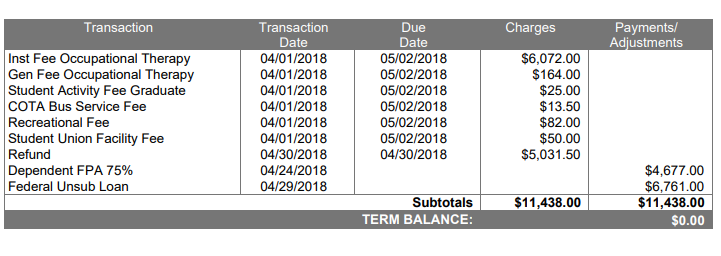 Transaction Transaction Due Charges Payments/
Date Date Adjustments
Inst Fee Occupational Therapy 04/01/2018 05/02/2018 $6,072.00
Gen Fee Occupational Therapy 04/01/2018 05/02/2018 $164.00
Student Activity Fee Graduate 04/01/2018 05/02/2018 $25.00
COTA Bus Service Fee 04/01/2018 05/02/2018 $13.50
Recreational Fee 04/01/2018 05/02/2018 $82.00
Student Union Facility Fee 04/01/2018 05/02/2018 $50.00
Refund 04/30/2018 04/30/2018 $5,031.50
Dependent FPA 75% 04/24/2018 $4,677.00
Federal Unsub Loan 04/29/2018 $6,761.00
Subtotals $11,438.00 $11,438.00
TERM BALANCE: $0.00